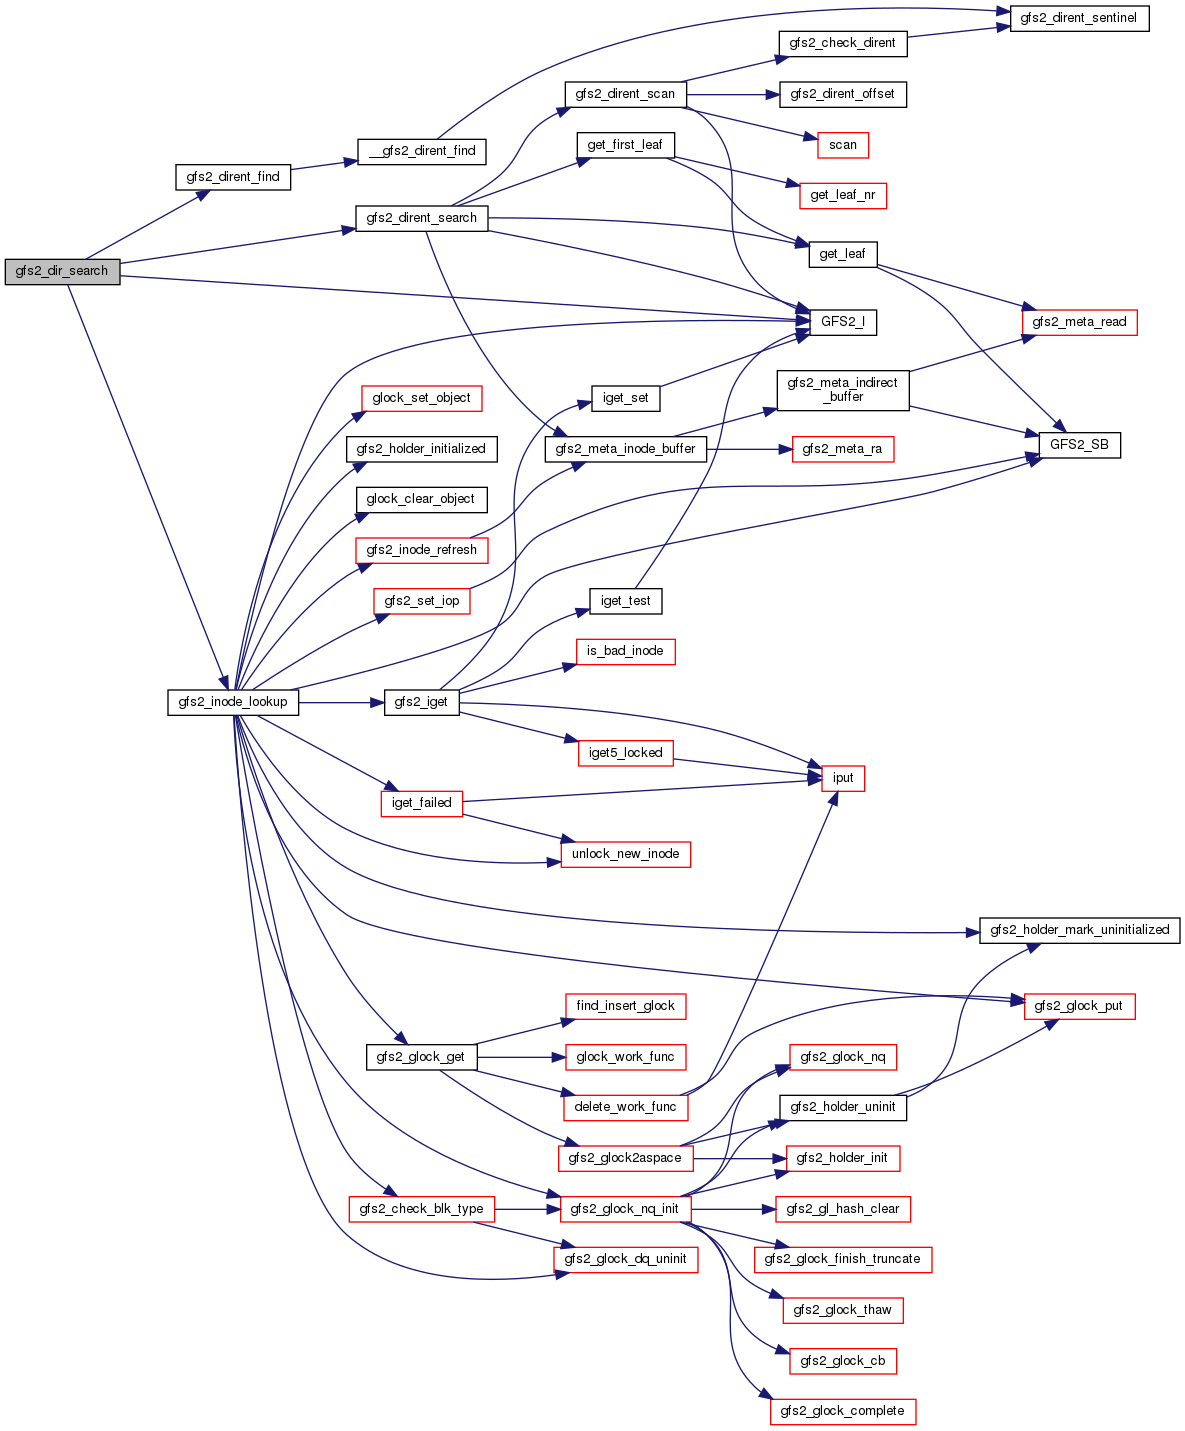 gfs2_dirent_sentinel
gfs2_check_dirent
gfs2_dirent_scan
gfs2_dirent_offset
__gfs2_dirent_find
get_first_leaf
scan
gfs2_dirent_find
get_leaf_nr
gfs2_dirent_search
get_leaf
gfs2_dir_search
GFS2_I
gfs2_meta_read
gfs2_meta_indirect
_buffer
glock_set_object
iget_set
gfs2_holder_initialized
gfs2_meta_inode_buffer
gfs2_meta_ra
GFS2_SB
glock_clear_object
gfs2_inode_refresh
gfs2_set_iop
iget_test
is_bad_inode
gfs2_inode_lookup
gfs2_iget
iget5_locked
iput
iget_failed
unlock_new_inode
gfs2_holder_mark_uninitialized
find_insert_glock
gfs2_glock_put
gfs2_glock_get
glock_work_func
gfs2_glock_nq
delete_work_func
gfs2_holder_uninit
gfs2_glock2aspace
gfs2_holder_init
gfs2_check_blk_type
gfs2_glock_nq_init
gfs2_gl_hash_clear
gfs2_glock_dq_uninit
gfs2_glock_finish_truncate
gfs2_glock_thaw
gfs2_glock_cb
gfs2_glock_complete